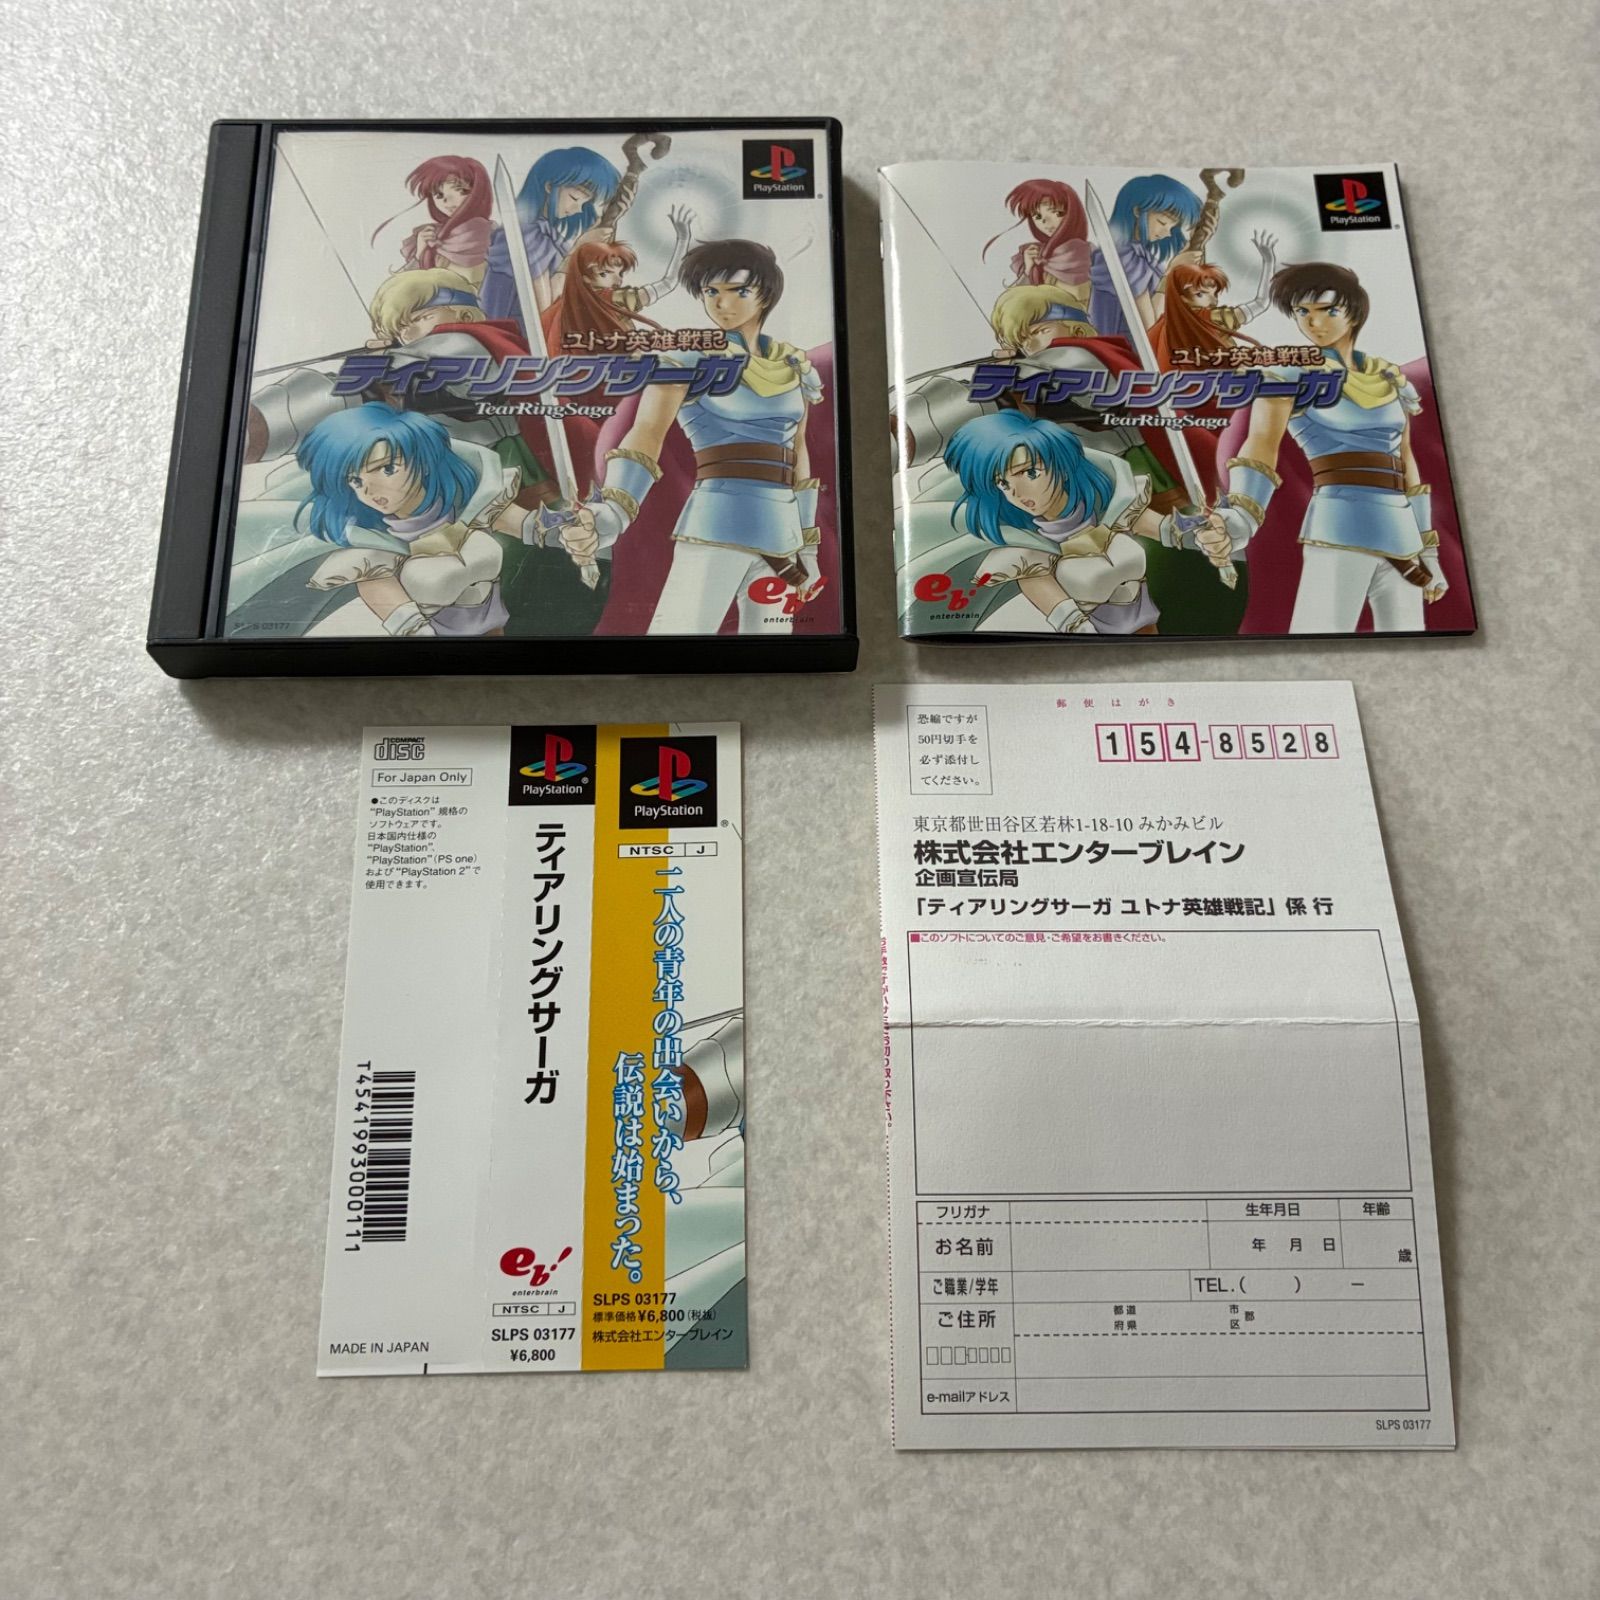 PlayStation
ユトナ英雄戦記
ティアリングサーガ
TearRingSaga
SLPS 03177
eb!
enterbrain
PlayStation
ユトナ英雄戦記
ティアリングサーガ
TearRingSaga
eb!
enterbrain
COMPACT
disc
For Japan Only
●このディスクは
"PlayStation" 規格の
ソフトウェアです。
日本国内仕様の
"PlayStation"、
"PlayStation"(PS one)
および"PlayStation 2"で
使用できます。
T4541993000111
MADE IN JAPAN
PlayStation
ティアリングサーガ
eb!
enterbrain
NTSC J
SLPS 03177
¥6,800
PlayStation
NTSC J
二人の青年の出会いから、
伝説は始まった。
SLPS 03177
標準価格¥6,800(税抜)
株式会社エンターブレイン
郵便はがき
恐縮ですが
50円切手を
必ず添付し
てください。
154-8528
東京都世田谷区若林1-18-10 みかみビル
株式会社エンターブレイン
企画宣伝局
「ティアリングサーガ ユトナ英雄戦記」係 行
■このソフトについてのご意見・ご希望をお書きください。
フリガナ
生年月日
年齢
お名前
年 月 日
歳
ご職業/学年
TEL.( ) ー
ご住所
都道
府県
市
区
郡
e-mailアドレス
SLPS 03177